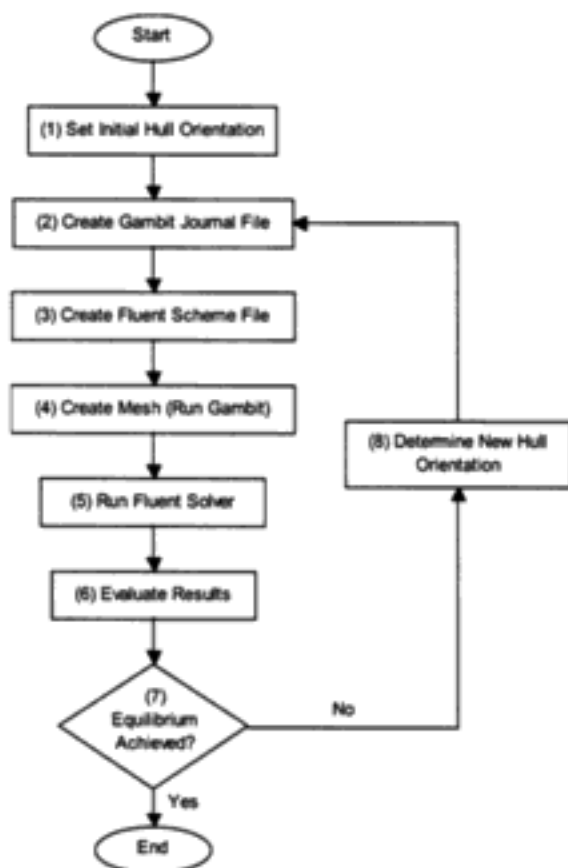 Start
(1) Set Initial Hull Orientation
(2) Create Gambit Journal File
(3) Create Fluent Scheme File
(4) Create Mesh (Run Gambit)
(5) Run Fluent Solver
(6) Evaluate Results
(7)
Equilibrium
Achieved?
No
(8) Determine New Hull
Orientation
Yes
End